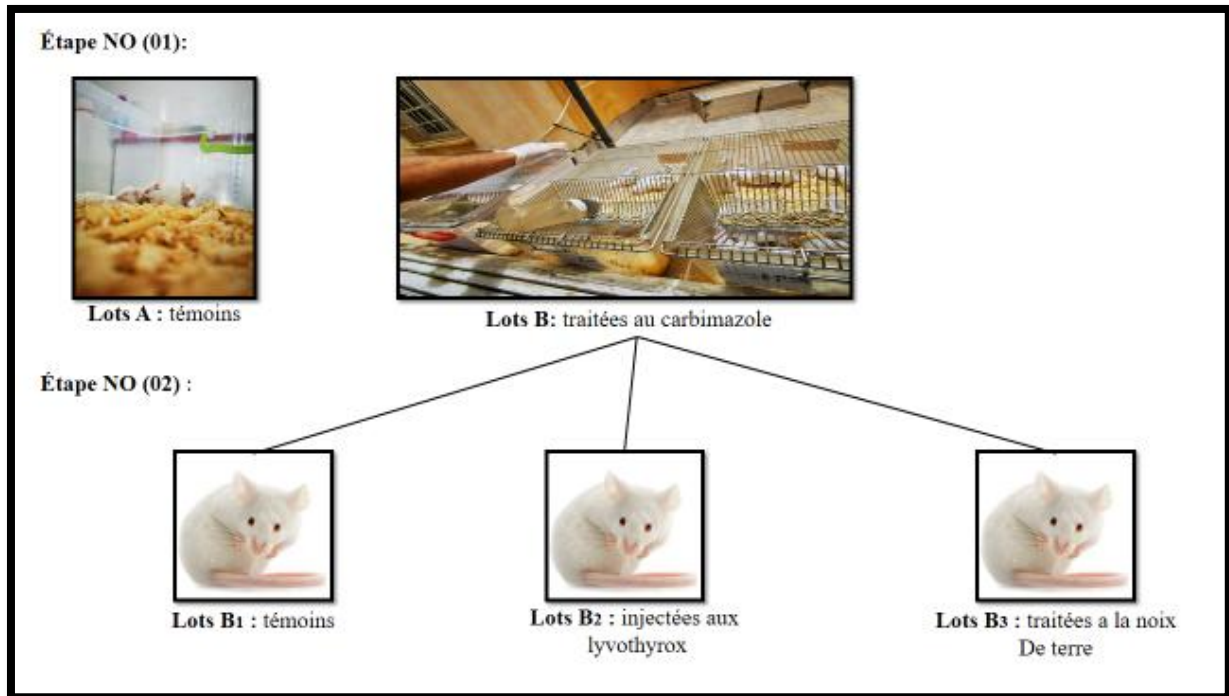 Étape NO (01):
Lots A : témoins
Lots B: traitées au carbimazole
Étape NO (02) :
Lots B1 : témoins
Lots B2 : injectées aux
lyvothyrox
Lots B3 : traitées a la noix
De terre